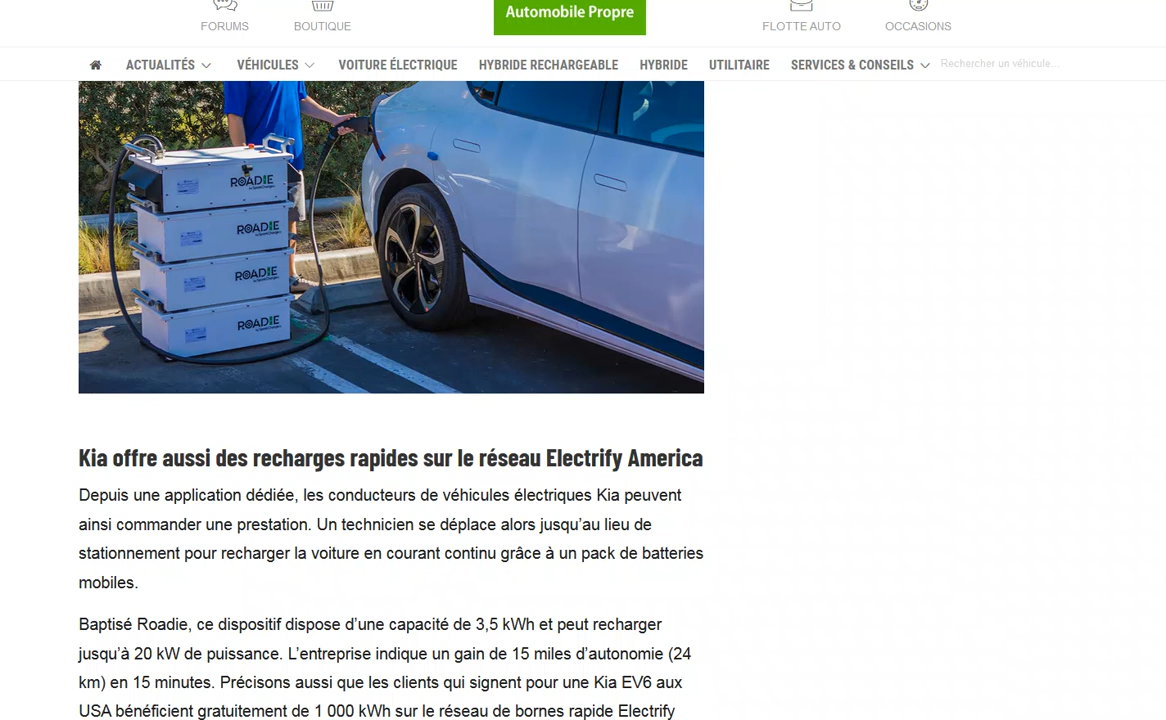 FORUMS
BOUTIQUE
Automobile Propre
FLOTTE AUTO
OCCASIONS
ACTUALITÉS
VÉHICULES
VOITURE ÉLECTRIQUE
HYBRIDE RECHARGEABLE
HYBRIDE
UTILITAIRE
SERVICES & CONSEILS
Rechercher un véhicule...
ROADIE
ROADIE
ROADIE
ROADIE
Kia offre aussi des recharges rapides sur le réseau Electrify America
Depuis une application dédiée, les conducteurs de véhicules électriques Kia peuvent
ainsi commander une prestation. Un technicien se déplace alors jusqu’au lieu de
stationnement pour recharger la voiture en courant continu grâce à un pack de batteries
mobiles.
Baptisé Roadie, ce dispositif dispose d’une capacité de 3,5 kWh et peut recharger
jusqu’à 20 kW de puissance. L’entreprise indique un gain de 15 miles d’autonomie (24
km) en 15 minutes. Précisons aussi que les clients qui signent pour une Kia EV6 aux
USA bénéficient gratuitement de 1 000 kWh sur le réseau de bornes rapide Electrify